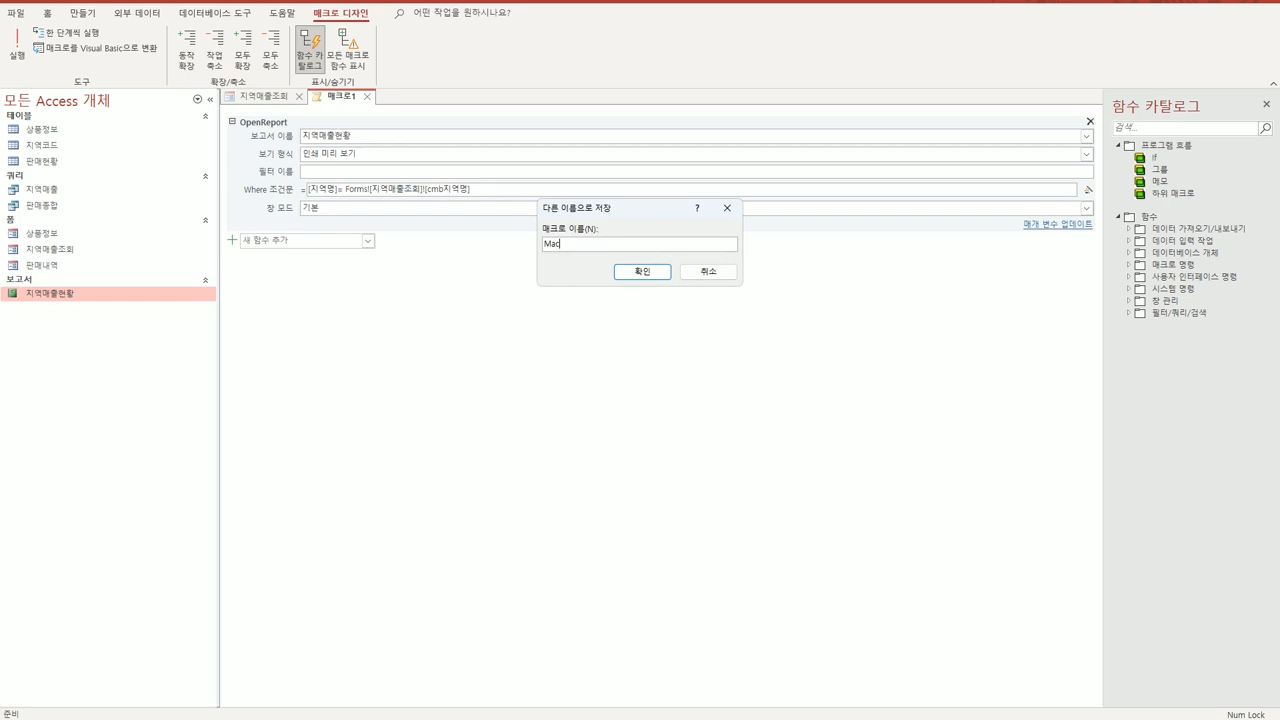 파일 홈 만들기 외부 데이터 데이터베이스 도구 도움말 매크로 디자인 어떤 작업을 원하시나요?
실행
한 단계씩 실행
매크로를 Visual Basic으로 변환
도구
동작 확장
작업 축소
모두 확장
모두 축소
확장/축소
함수 카탈로그
모든 매크로 함수 표시
표시/숨기기
모든 Access 개체
테이블
상품정보
지역코드
판매현황
쿼리
지역매출
판매종합
폼
상품정보
지역매출조회
판매내역
보고서
지역매출현황
지역매출조회 매크로1
OpenReport
보고서 이름 지역매출현황
보기 형식 인쇄 미리 보기
필터 이름
Where 조건문 = [지역명]= Forms![지역매출조회]![cmb지역명]
창 모드 기본
매개 변수 업데이트
새 함수 추가
다른 이름으로 저장 ?
매크로 이름(N):
Mac
확인 취소
함수 카탈로그
검색...
프로그램 흐름
If
그룹
메모
하위 매크로
함수
데이터 가져오기/내보내기
데이터 입력 작업
데이터베이스 개체
매크로 명령
사용자 인터페이스 명령
시스템 명령
창 관리
필터/쿼리/검색
준비 Num Lock